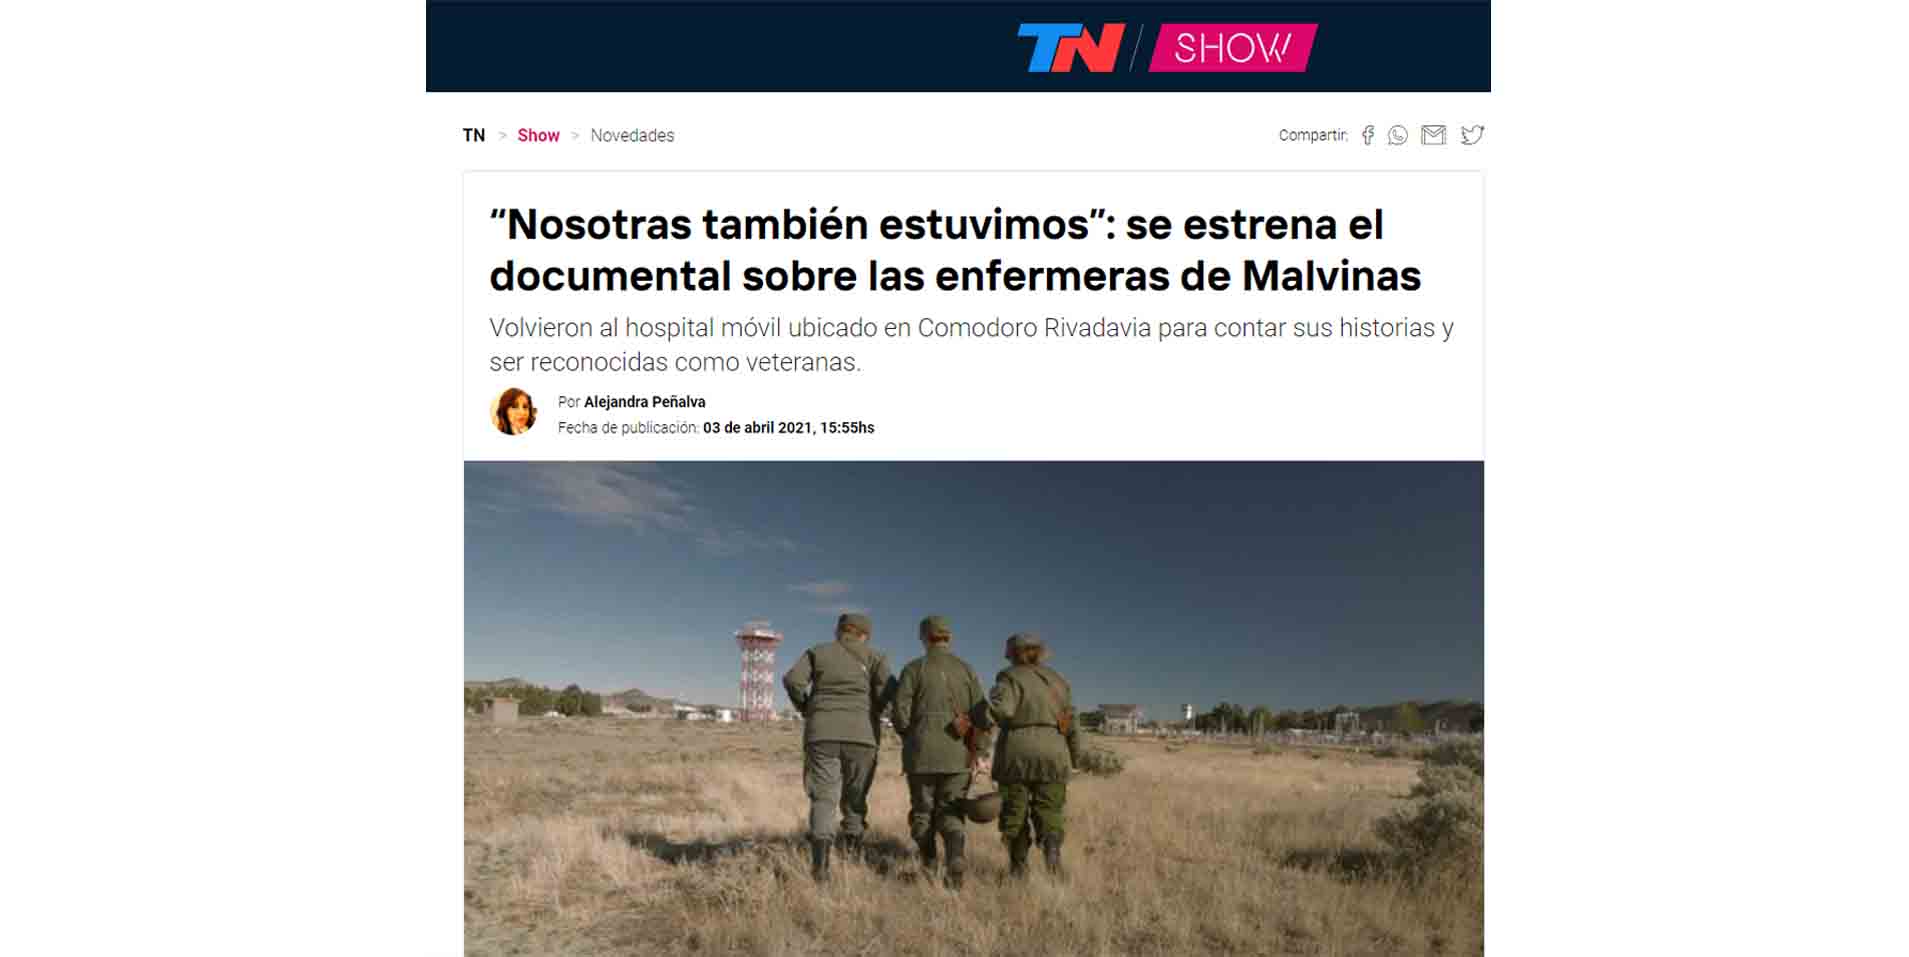 TN / SHOW
TN > Show > Novedades
Compartir:
“Nosotras también estuvimos”: se estrena el
documental sobre las enfermeras de Malvinas
Volvieron al hospital móvil ubicado en Comodoro Rivadavia para contar sus historias y
ser reconocidas como veteranas.
Por Alejandra Peñalva
Fecha de publicación: 03 de abril 2021, 15:55hs